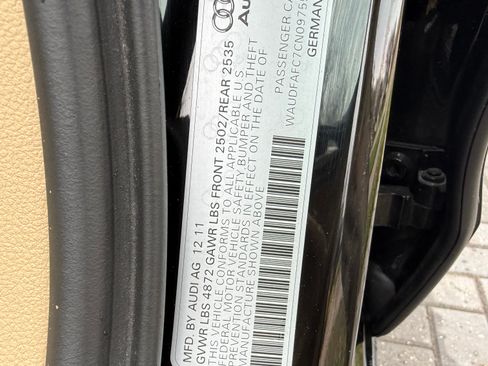 Au
MFD. BY AUDI AG 12 11
GVWR LBS 4872 GAWR LBS FRONT 2502/REAR 2535
THIS VEHICLE CONFORMS TO ALL APPLICABLE U.S.
FEDERAL MOTOR VEHICLE SAFETY/BUMPER AND THEFT
PREVENTION STANDARDS IN EFFECT ON THE DATE OF
MANUFACTURE SHOWN ABOVE
PASSENGER CA
WAUDFAFC7CN0975
GERMAN